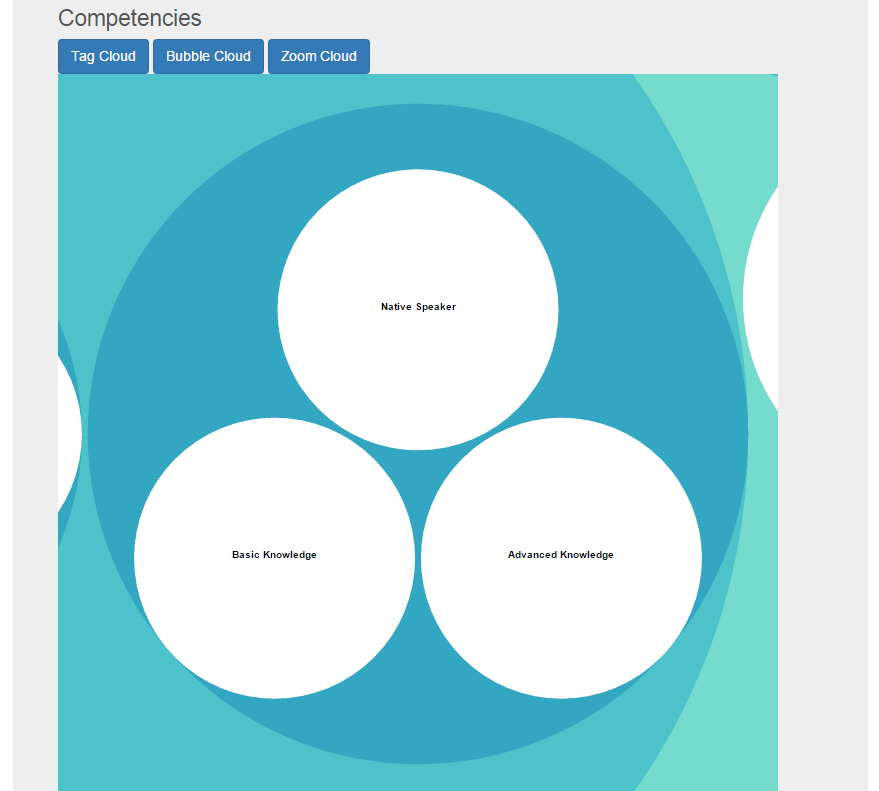 Competencies
Tag Cloud Bubble Cloud Zoom Cloud
Native Speaker
Basic Knowledge Advanced Knowledge